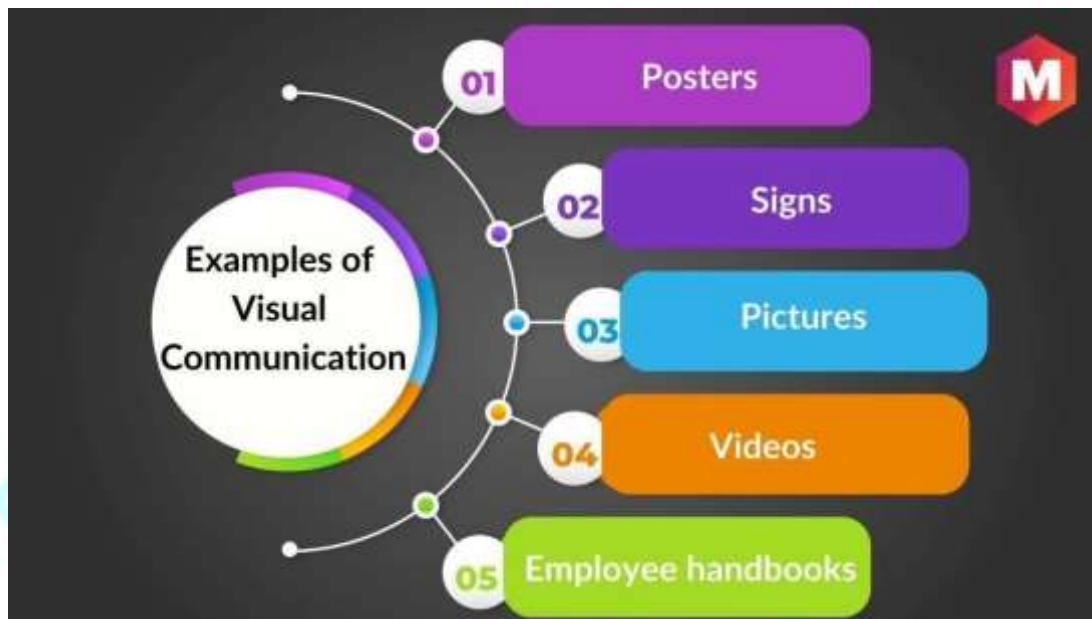 Examples of
Visual
Communication
01
Posters
02
Signs
03
Pictures
04
Videos
05
Employee handbooks
M